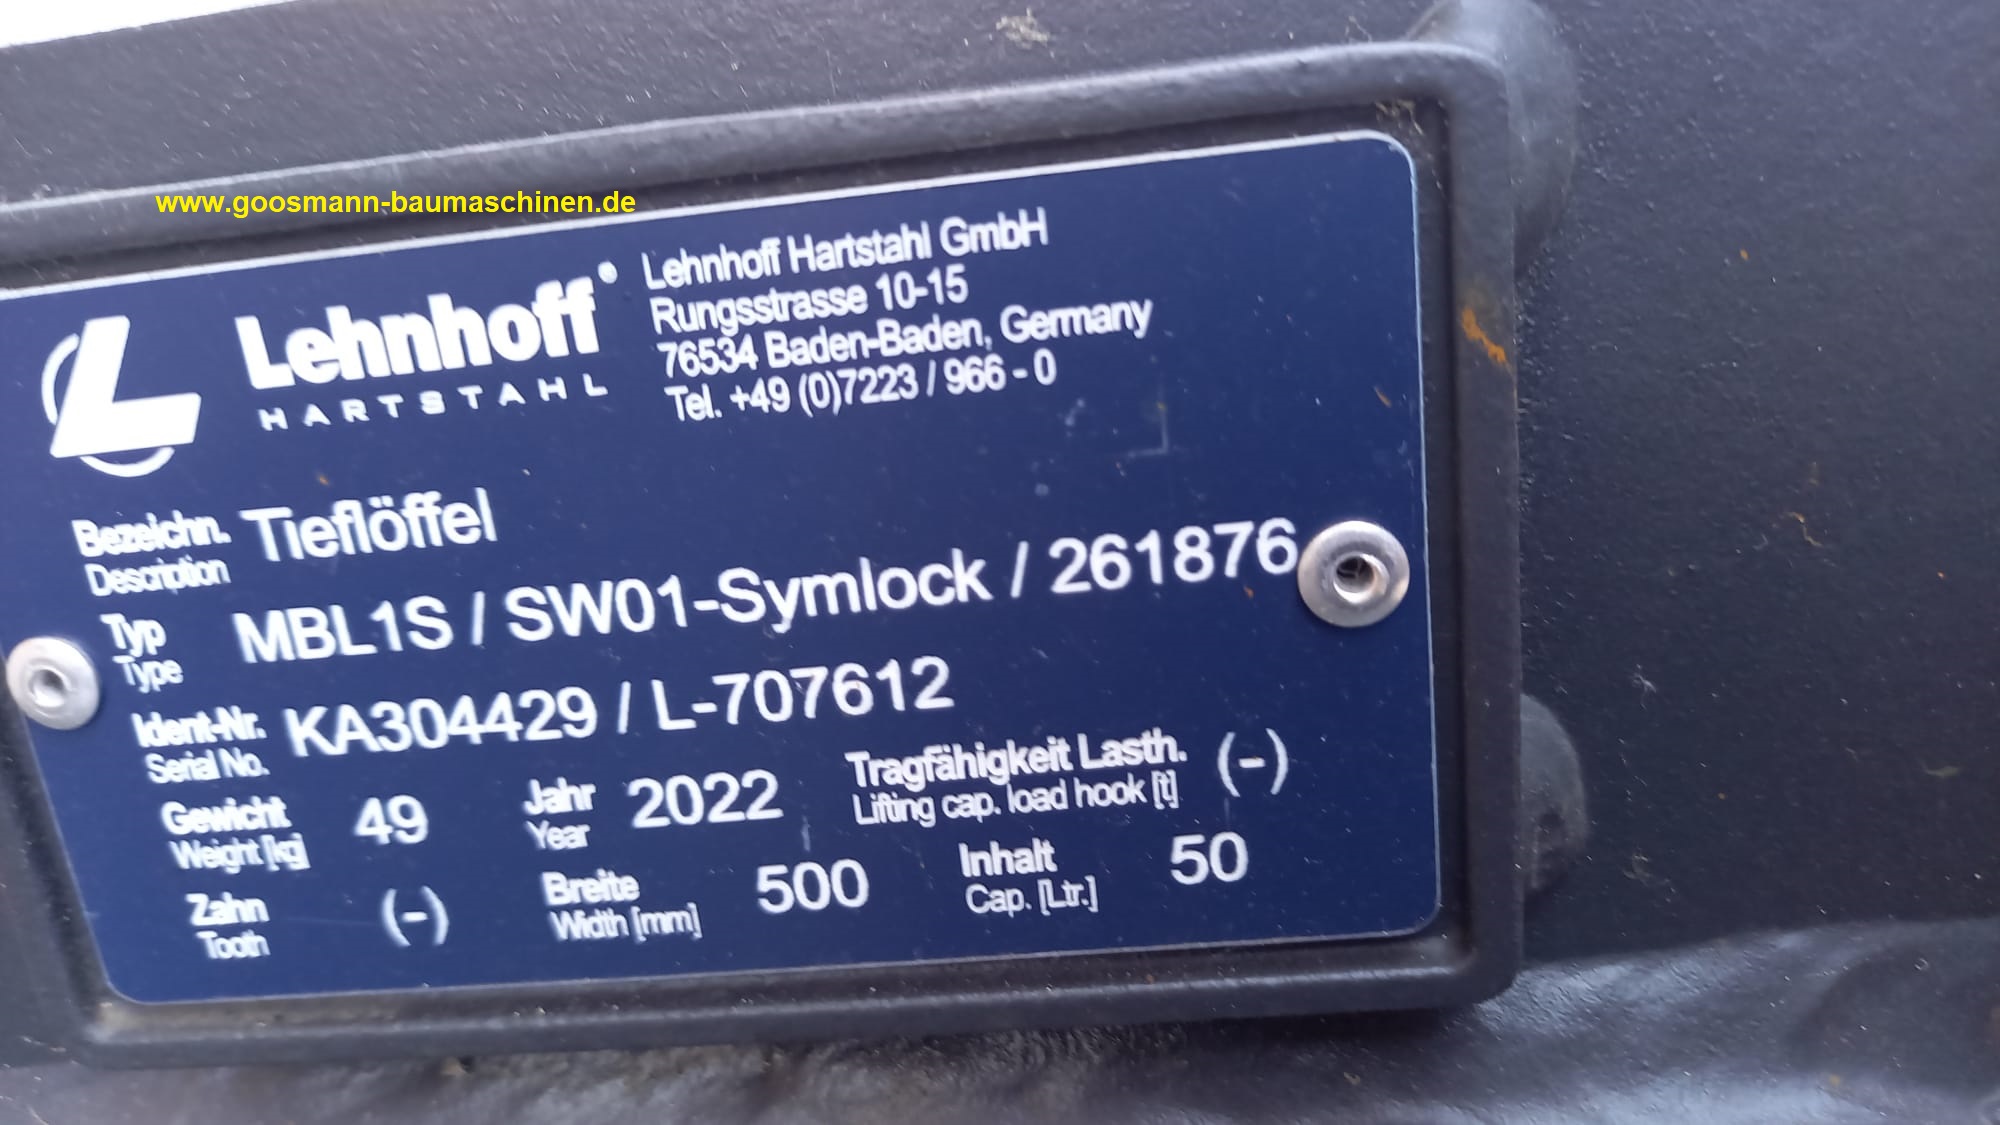 www.goosmann-baumaschinen.de
Lehnhoff®
HARTSTAHL
Lehnhoff Hartstahl GmbH
Rungsstrasse 10-15
76534 Baden-Baden, Germany
Tel. +49 (0)7223 / 966 - 0
Bezeichn. Tieflöffel
Description
Typ MBL1S / SW01-Symlock / 261876
Type
Ident-Nr. KA304429 / L-707612
Serial No.
Gewicht 49 Jahr 2022 Tragfähigkeit Lasth. (-)
Weight [kg] Year Lifting cap. load hook [t]
Zahn (-) Breite 500 Inhalt 50
Tooth Width [mm] Cap. [Ltr.]